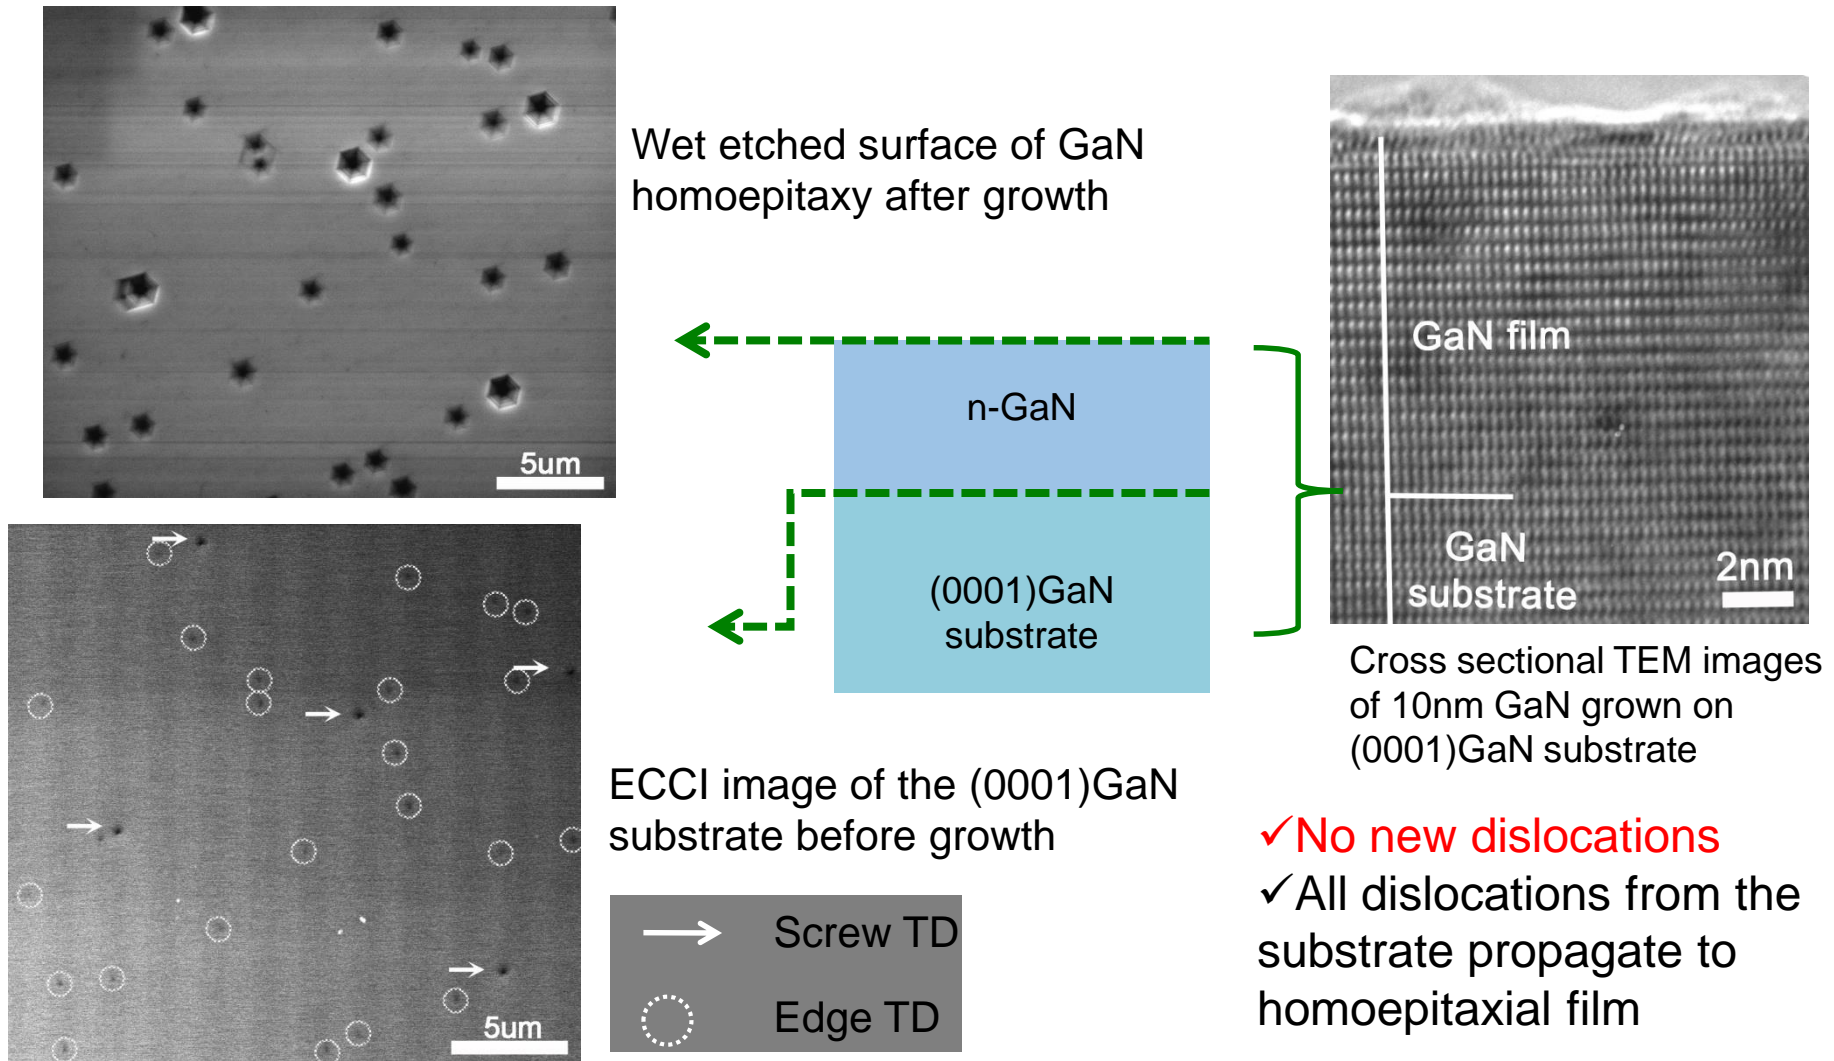 Wet etched surface of GaN
homoepitaxy after growth
5um
n-GaN
(0001)GaN
substrate
GaN film
GaN
substrate
2nm
Cross sectional TEM images
of 10nm GaN grown on
(0001)GaN substrate
ECCI image of the (0001)GaN
substrate before growth
5um
Screw TD
Edge TD
✓No new dislocations
✓All dislocations from the
substrate propagate to
homoepitaxial film